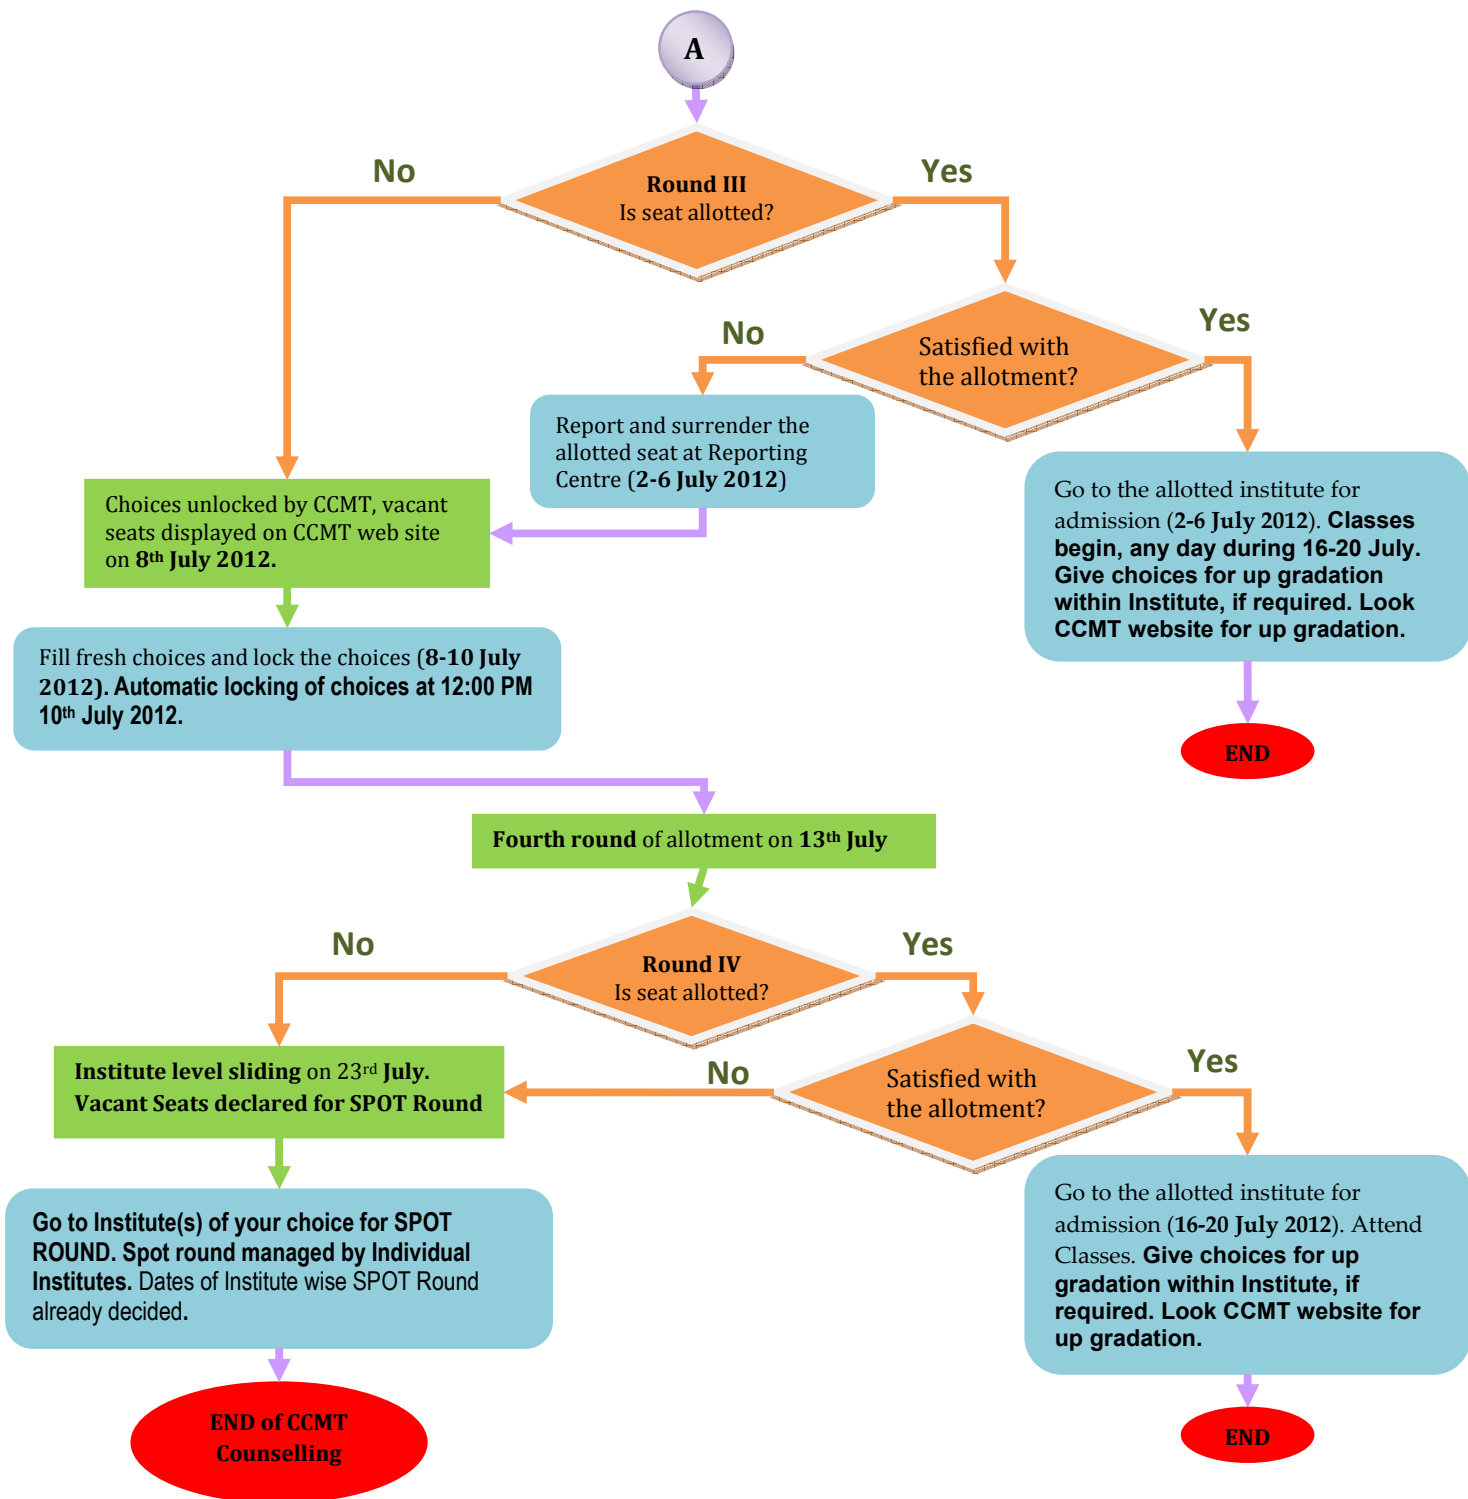 A
No
Yes
Round III
Is seat allotted?
No
Yes
Satisfied with
the allotment?
Report and surrender the
allotted seat at Reporting
Centre (2-6 July 2012)
Choices unlocked by CCMT, vacant
seats displayed on CCMT web site
on 8th July 2012.
Go to the allotted institute for
admission (2-6 July 2012). Classes
begin, any day during 16-20 July.
Give choices for up gradation
within Institute, if required. Look
CCMT website for up gradation.
Fill fresh choices and lock the choices (8-10 July
2012). Automatic locking of choices at 12:00 PM
10th July 2012.
END
Fourth round of allotment on 13th July
No
Yes
Round IV
Is seat allotted?
Institute level sliding on 23rd July.
Vacant Seats declared for SPOT Round
No
Yes
Satisfied with
the allotment?
Go to the allotted institute for
admission (16-20 July 2012). Attend
Classes. Give choices for up
gradation within Institute, if
required. Look CCMT website for
up gradation.
Go to Institute(s) of your choice for SPOT
ROUND. Spot round managed by Individual
Institutes. Dates of Institute wise SPOT Round
already decided.
END of CCMT
Counselling
END